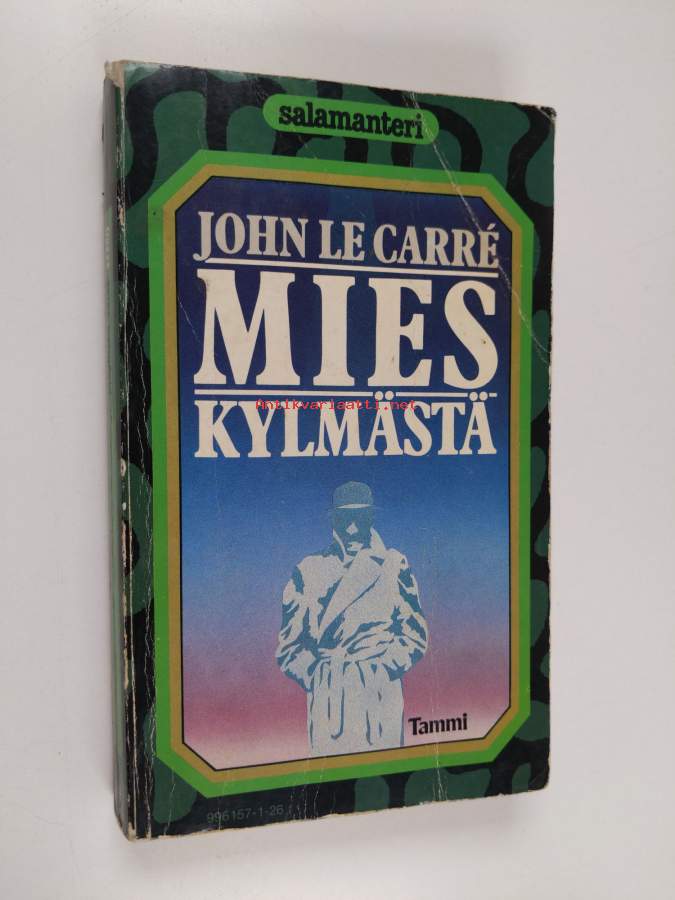 salamanteri
JOHN LE CARRÉ
MIES
Antikvariaatti.net
KYLMÄSTÄ
Tammi
996157-1-26